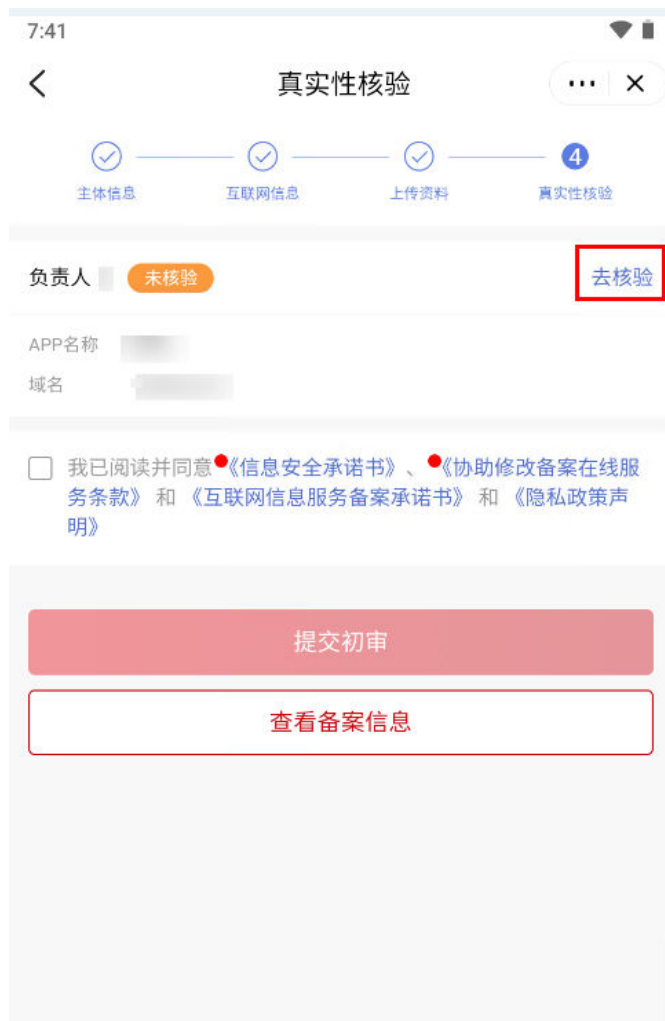 7:41
真实性核验
4
主体信息 互联网信息 上传资料 真实性核验
负责人 未核验 去核验
APP名称
域名
我已阅读并同意《信息安全承诺书》、《协助修改备案在线服
务条款》 和 《互联网信息服务备案承诺书》 和 《隐私政策声
明》
提交初审
查看备案信息